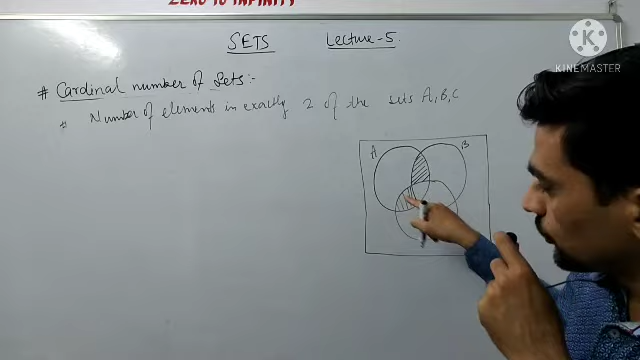 ZERO TO INFINITY
SETS Lecture-5.
KINEMASTER
# Cardinal number of Sets:-
* Number of elements in exactly 2 of the sets A, B, C
A
B